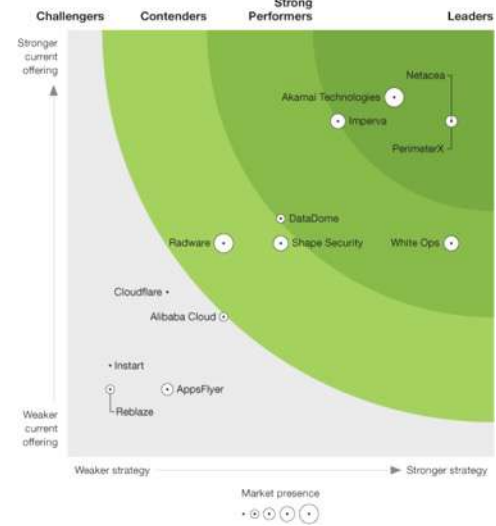 Challengers
Contenders
Strong
Performers
Leaders
Stronger
current
offering
Netacea
Akamai Technologies
Imperva
PerimeterX
DataDome
Radware
Shape Security
White Ops
Cloudflare
Alibaba Cloud
Instart
AppsFlyer
Reblaze
Weaker
current
offering
Weaker strategy
Stronger strategy
Market presence